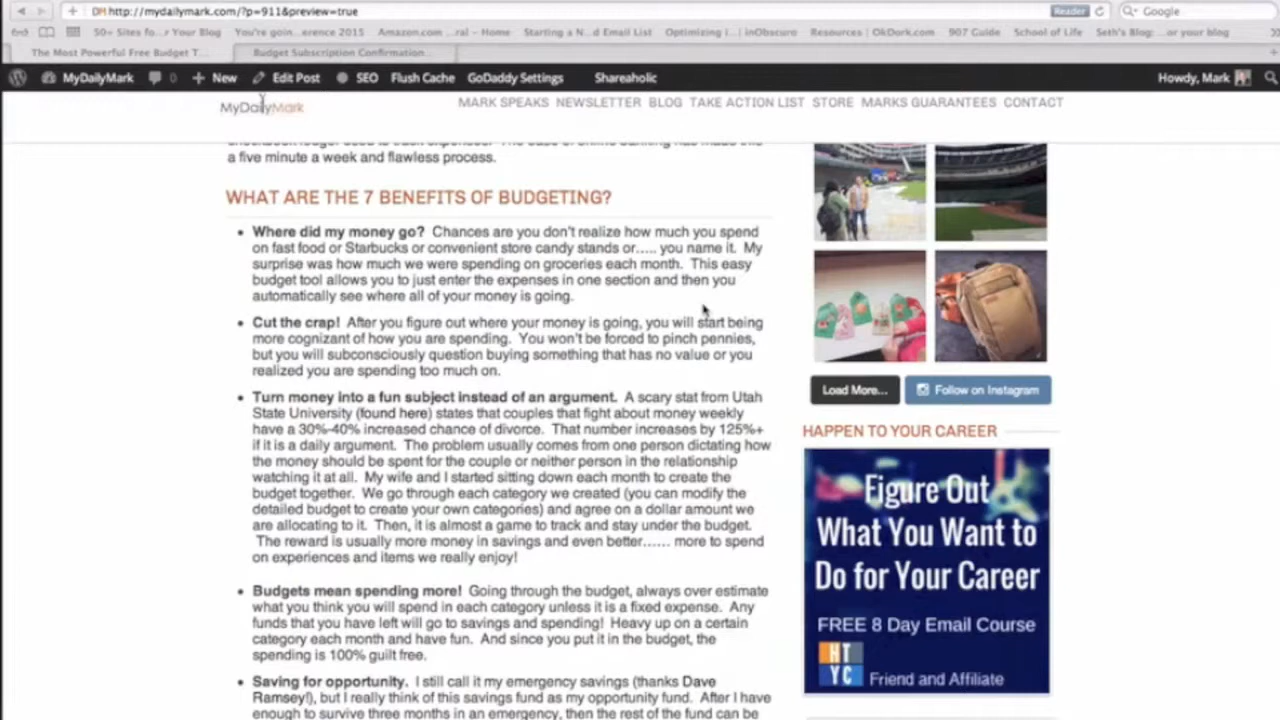 DM http://mydailymark.com/?p=911&preview=true
Reader
Google
50+ Sites fo...r Your Blog
You're goin...erence 2015
Amazon.com ...ral – Home
Starting a N...d Email List
Optimizing i...inObscuro
Resources | OkDork.com
907 Guide
School of Life
Seth's Blog: ...or your blog
The Most Powerful Free Budget T...
Budget Subscription Confirmation...
MyDailyMark
0
New
Edit Post
SEO
Flush Cache
GoDaddy Settings
Shareaholic
Howdy, Mark
MyDailyMark
MARK SPEAKS NEWSLETTER BLOG TAKE ACTION LIST STORE MARKS GUARANTEES CONTACT
a five minute a week and flawless process.
WHAT ARE THE 7 BENEFITS OF BUDGETING?
• Where did my money go? Chances are you don't realize how much you spend
on fast food or Starbucks or convenient store candy stands or..... you name it. My
surprise was how much we were spending on groceries each month. This easy
budget tool allows you to just enter the expenses in one section and then you
automatically see where all of your money is going.
• Cut the crap! After you figure out where your money is going, you will start being
more cognizant of how you are spending. You won't be forced to pinch pennies,
but you will subconsciously question buying something that has no value or you
realized you are spending too much on.
• Turn money into a fun subject instead of an argument. A scary stat from Utah
State University (found here) states that couples that fight about money weekly
have a 30%-40% increased chance of divorce. That number increases by 125%+
if it is a daily argument. The problem usually comes from one person dictating how
the money should be spent for the couple or neither person in the relationship
watching it at all. My wife and I started sitting down each month to create the
budget together. We go through each category we created (you can modify the
detailed budget to create your own categories) and agree on a dollar amount we
are allocating to it. Then, it is almost a game to track and stay under the budget.
The reward is usually more money in savings and even better...... more to spend
on experiences and items we really enjoy!
• Budgets mean spending more! Going through the budget, always over estimate
what you think you will spend in each category unless it is a fixed expense. Any
funds that you have left will go to savings and spending! Heavy up on a certain
category each month and have fun. And since you put it in the budget, the
spending is 100% guilt free.
• Saving for opportunity. I still call it my emergency savings (thanks Dave
Ramsey!), but I really think of this savings fund as my opportunity fund. After I have
enough to survive three months in an emergency, then the rest of the fund can be
Load More...
Follow on Instagram
HAPPEN TO YOUR CAREER
Figure Out
What You Want to
Do for Your Career
FREE 8 Day Email Course
HT
YC
Friend and Affiliate